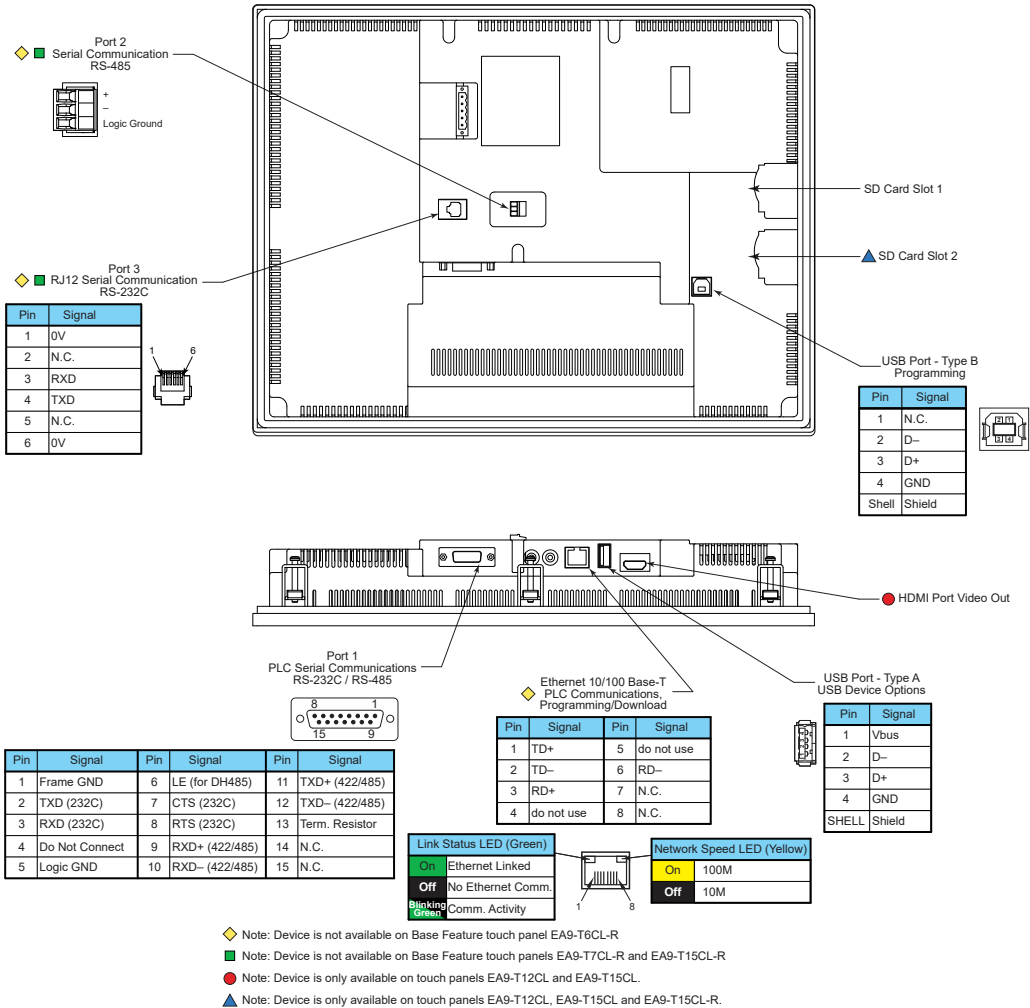 Port 2
Serial Communication
RS-485
+
–
Logic Ground
SD Card Slot 1
SD Card Slot 2
Port 3
RJ12 Serial Communication
RS-232C
Pin Signal
1 0V
2 N.C.
3 RXD
4 TXD
5 N.C.
6 0V
1 6
USB Port - Type B
Programming
Pin Signal
1 N.C.
2 D–
3 D+
4 GND
Shell Shield
2 1
3 4
HDMI Port Video Out
Port 1
PLC Serial Communications
RS-232C / RS-485
8 1
15 9
Pin Signal Pin Signal Pin Signal
1 Frame GND 6 LE (for DH485) 11 TXD+ (422/485)
2 TXD (232C) 7 CTS (232C) 12 TXD– (422/485)
3 RXD (232C) 8 RTS (232C) 13 Term. Resistor
4 Do Not Connect 9 RXD+ (422/485) 14 N.C.
5 Logic GND 10 RXD– (422/485) 15 N.C.
Ethernet 10/100 Base-T
PLC Communications,
Programming/Download
Pin Signal Pin Signal
1 TD+ 5 do not use
2 TD– 6 RD–
3 RD+ 7 N.C.
4 do not use 8 N.C.
USB Port - Type A
USB Device Options
Pin Signal
1 Vbus
2 D–
3 D+
4 GND
SHELL Shield
Link Status LED (Green)
On Ethernet Linked
Off No Ethernet Comm.
Blinking Green Comm. Activity
1 8
Network Speed LED (Yellow)
On 100M
Off 10M
Note: Device is not available on Base Feature touch panel EA9-T6CL-R
Note: Device is not available on Base Feature touch panels EA9-T7CL-R and EA9-T15CL-R
Note: Device is only available on touch panels EA9-T12CL and EA9-T15CL.
Note: Device is only available on touch panels EA9-T12CL, EA9-T15CL and EA9-T15CL-R.